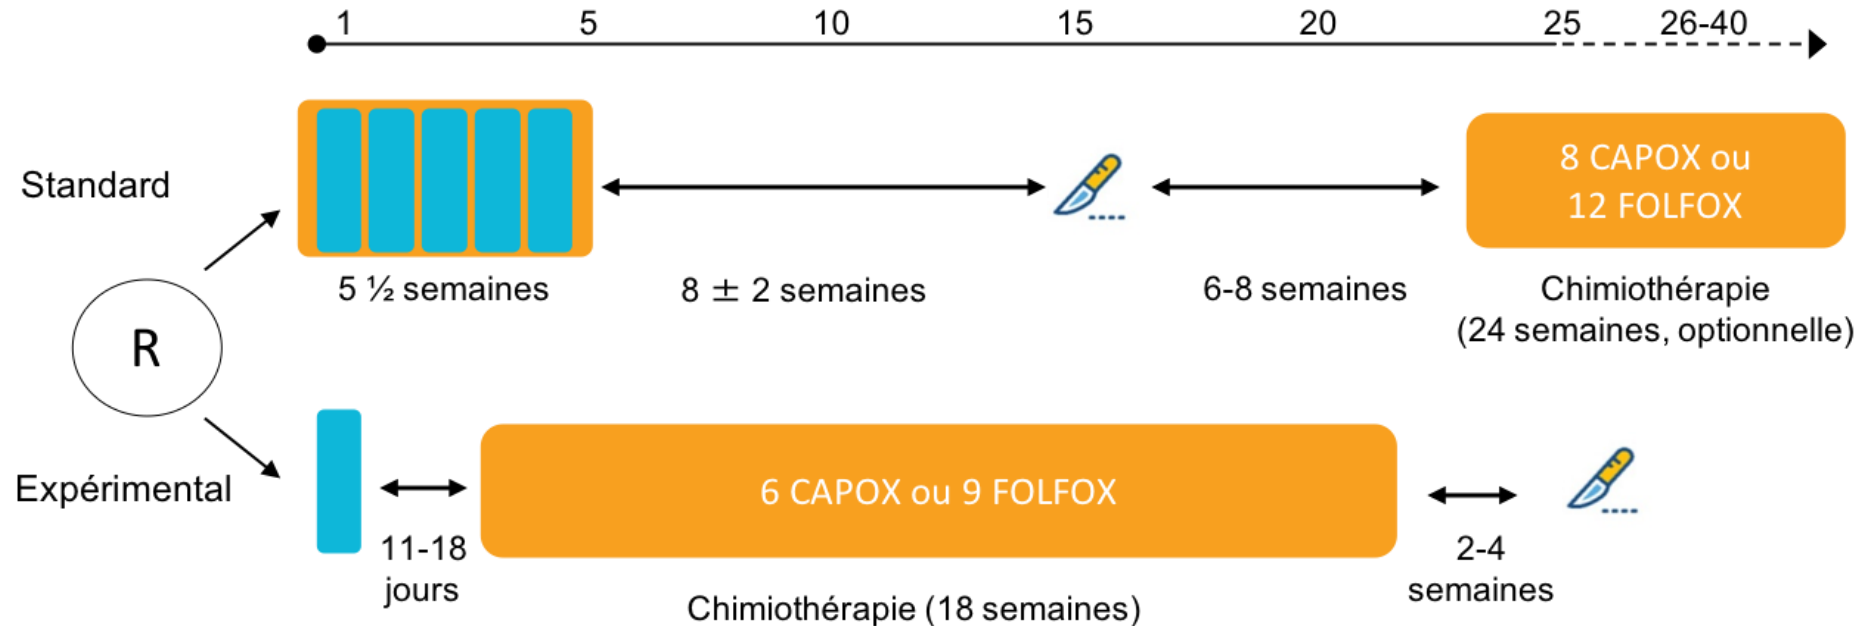 1 5 10 15 20 25 26-40
Standard
8 CAPOX ou
12 FOLFOX
5 ½ semaines
8 ± 2 semaines
6-8 semaines
Chimiothérapie
(24 semaines, optionnelle)
R
Expérimental
11-18
jours
6 CAPOX ou 9 FOLFOX
Chimiothérapie (18 semaines)
2-4
semaines